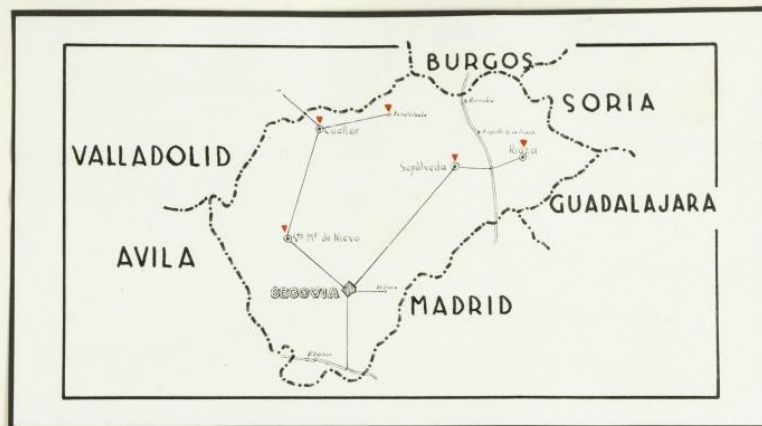 BURGOS
SORIA
VALLADOLID
Cuellar
Sepúlveda
Riaza
GUADALAJARA
Sta Mª de Nieva
AVILA
SEGOVIA
MADRID